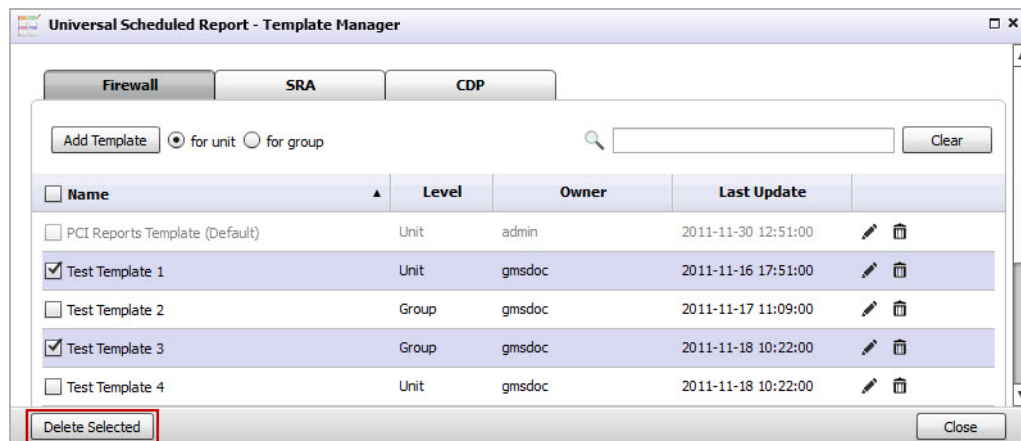 Universal Scheduled Report - Template Manager
Firewall SRA CDP
Add Template for unit for group Clear
Name Level Owner Last Update
PCI Reports Template (Default) Unit admin 2011-11-30 12:51:00
Test Template 1 Unit gmsdoc 2011-11-16 17:51:00
Test Template 2 Group gmsdoc 2011-11-17 11:09:00
Test Template 3 Group gmsdoc 2011-11-18 10:22:00
Test Template 4 Unit gmsdoc 2011-11-18 10:22:00
Delete Selected Close